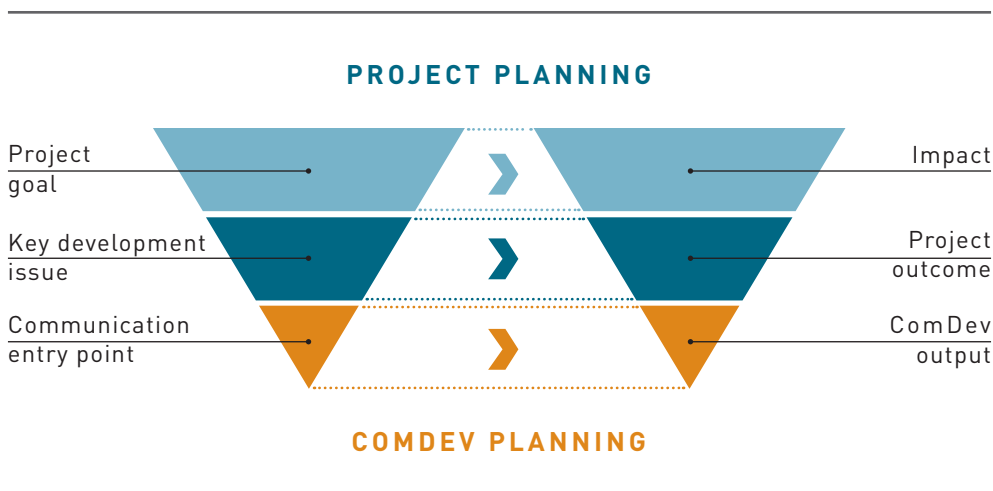 PROJECT PLANNING
Project
goal
Impact
Key development
issue
Project
outcome
Communication
entry point
ComDev
output
COMDEV PLANNING